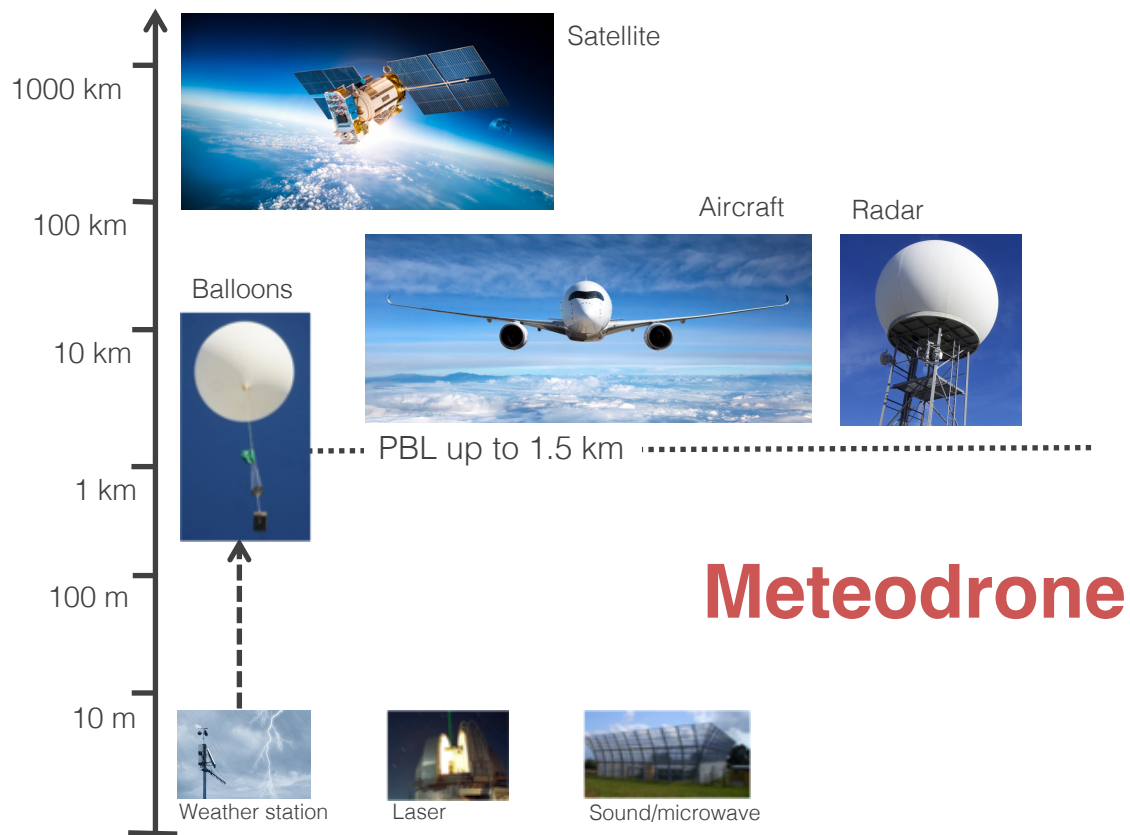 Satellite
1000 km
100 km
Aircraft
Radar
Balloons
10 km
PBL up to 1.5 km
1 km
Meteodrone
100 m
10 m
Weather station
Laser
Sound/microwave